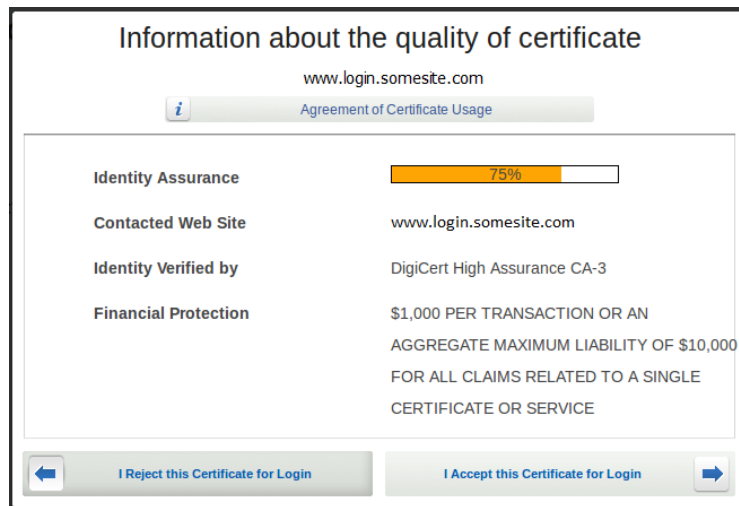 Information about the quality of certificate
www.login.somesite.com
i
Agreement of Certificate Usage
Identity Assurance
75%
Contacted Web Site
www.login.somesite.com
Identity Verified by
DigiCert High Assurance CA-3
Financial Protection
$1,000 PER TRANSACTION OR AN
AGGREGATE MAXIMUM LIABILITY OF $10,000
FOR ALL CLAIMS RELATED TO A SINGLE
CERTIFICATE OR SERVICE
I Reject this Certificate for Login
I Accept this Certificate for Login